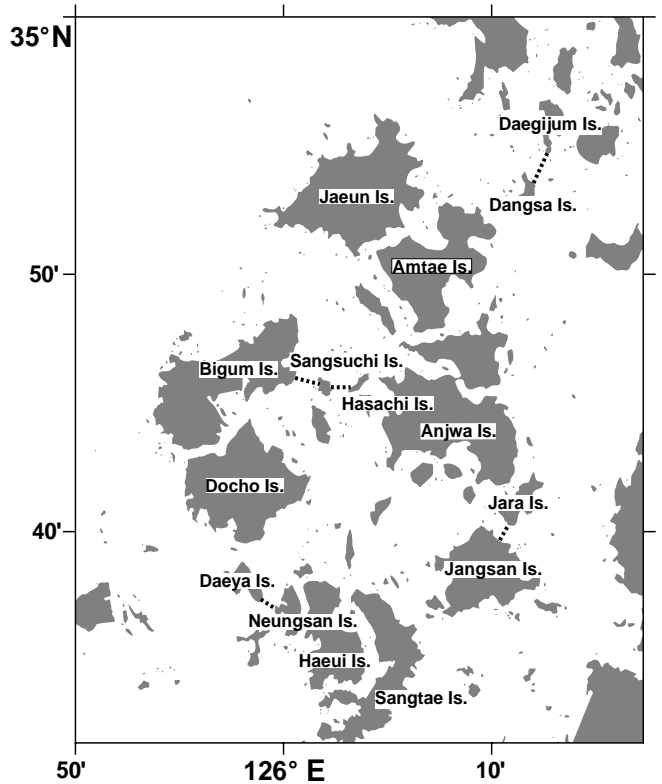 35°N
Daegijum Is.
Jaeun Is.
Dangsa Is.
Amtae Is.
50'
Sangsuchi Is.
Bigum Is.
Hasachi Is.
Anjwa Is.
Docho Is.
Jara Is.
40'
Jangsan Is.
Daeya Is.
Neungsan Is.
Haeui Is.
Sangtae Is.
50' 126° E 10'